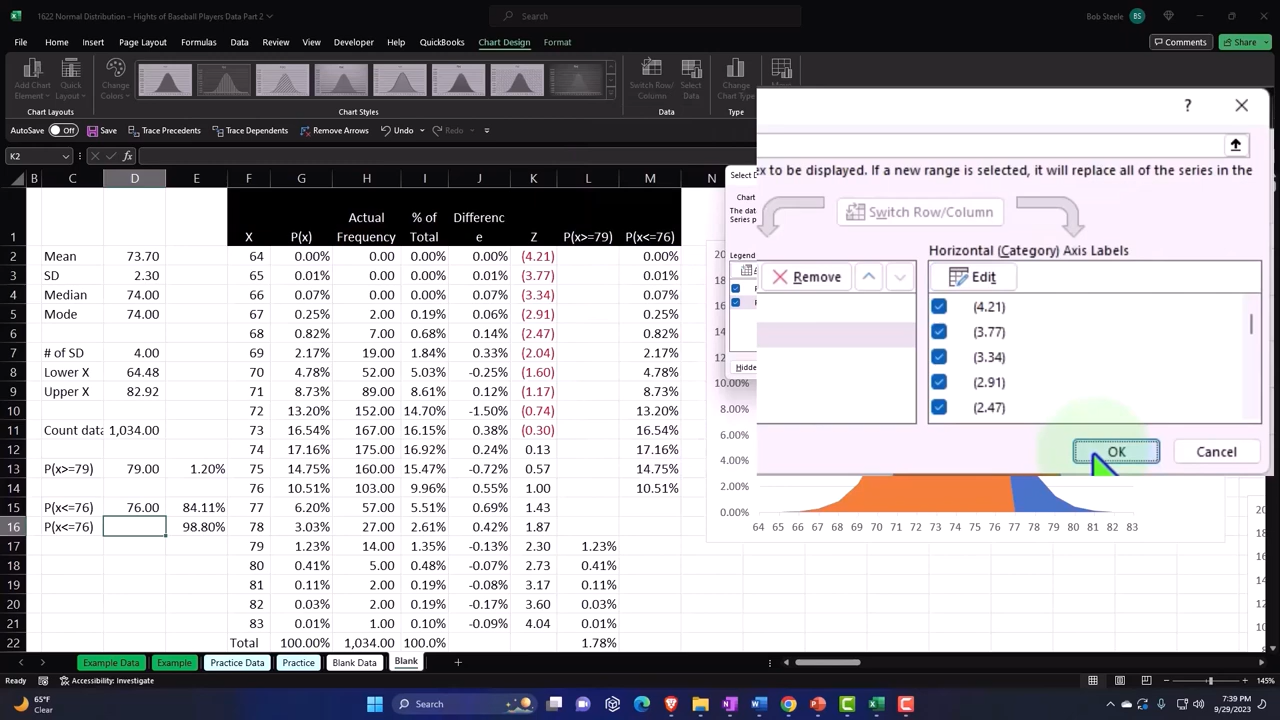 1622 Normal Distribution – Hights of Baseball Players Data Part 2
Search
Bob Steele BS
File Home Insert Page Layout Formulas Data Review View Developer Help QuickBooks Chart Design Format
Comments Share
Add Chart Element Quick Layout Change Colors Switch Row/ Column Select Data Change Chart Type
Chart Layouts Chart Styles Data
AutoSave Off Save Trace Precedents Trace Dependents Remove Arrows Undo Redo
K2 fx
B C D E F G H I J K L M N
1 X P(x) Actual Frequency % of Total Differenc e Z P(x>=79) P(x<=76)
2 Mean 73.70 64 0.00% 0.00 0.00% 0.00% (4.21) 0.00%
3 SD 2.30 65 0.01% 0.00 0.00% 0.01% (3.77) 0.01%
4 Median 74.00 66 0.07% 0.00 0.00% 0.07% (3.34) 0.07%
5 Mode 74.00 67 0.25% 2.00 0.19% 0.06% (2.91) 0.25%
6 68 0.82% 7.00 0.68% 0.14% (2.47) 0.82%
7 # of SD 4.00 69 2.17% 19.00 1.84% 0.33% (2.04) 2.17%
8 Lower X 64.48 70 4.78% 52.00 5.03% -0.25% (1.60) 4.78%
9 Upper X 82.92 71 8.73% 89.00 8.61% 0.12% (1.17) 8.73%
10 72 13.20% 152.00 14.70% -1.50% (0.74) 13.20%
11 Count data 1,034.00 73 16.54% 167.00 16.15% 0.38% (0.30) 16.54%
12 74 17.16% 175.00 16.92% 0.24% 0.13 17.16%
13 P(x>=79) 79.00 1.20% 75 14.75% 160.00 15.47% -0.72% 0.57 14.75%
14 76 10.51% 103.00 9.96% 0.55% 1.00 10.51%
15 P(x<=76) 76.00 84.11% 77 6.20% 57.00 5.51% 0.69% 1.43
16 P(x<=76) 98.80% 78 3.03% 27.00 2.61% 0.42% 1.87
17 79 1.23% 14.00 1.35% -0.13% 2.30 1.23%
18 80 0.41% 5.00 0.48% -0.07% 2.73 0.41%
19 81 0.11% 2.00 0.19% -0.08% 3.17 0.11%
20 82 0.03% 2.00 0.19% -0.17% 3.60 0.03%
21 83 0.01% 1.00 0.10% -0.09% 4.04 0.01%
22 Total 100.00% 1,034.00 100.0% 1.78%
Select D
Chart
The dat
Series p
Legend
Hidde
ex to be displayed. If a new range is selected, it will replace all of the series in the
Switch Row/Column
Horizontal (Category) Axis Labels
Remove Edit
(4.21)
(3.77)
(3.34)
(2.91)
(2.47)
OK Cancel
10.00%
8.00%
6.00%
4.00%
2.00%
0.00%
64 65 66 67 68 69 70 71 72 73 74 75 76 77 78 79 80 81 82 83
Example Data Example Practice Data Practice Blank Data Blank
Ready Accessibility: Investigate 145%
65°F
Clear
Search
7:39 PM
9/29/2023